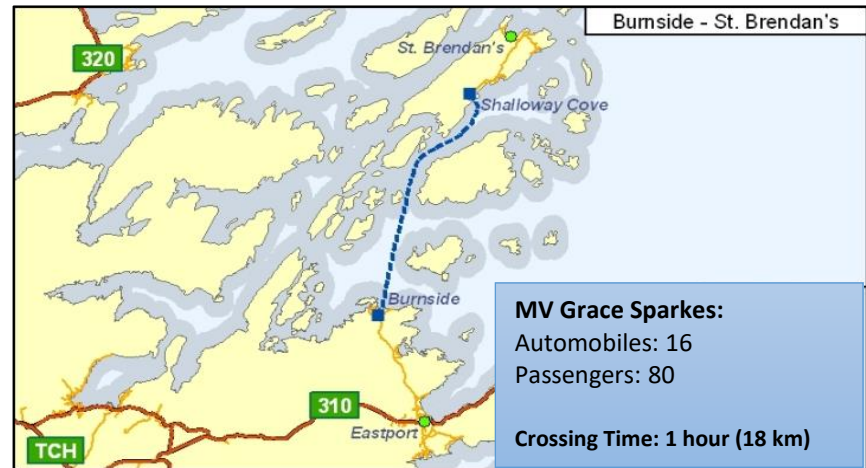 Burnside - St. Brendan's
320
St. Brendan's
Shalloway Cove
Burnside
MV Grace Sparkes:
Automobiles: 16
Passengers: 80
Crossing Time: 1 hour (18 km)
310
Eastport
TCH